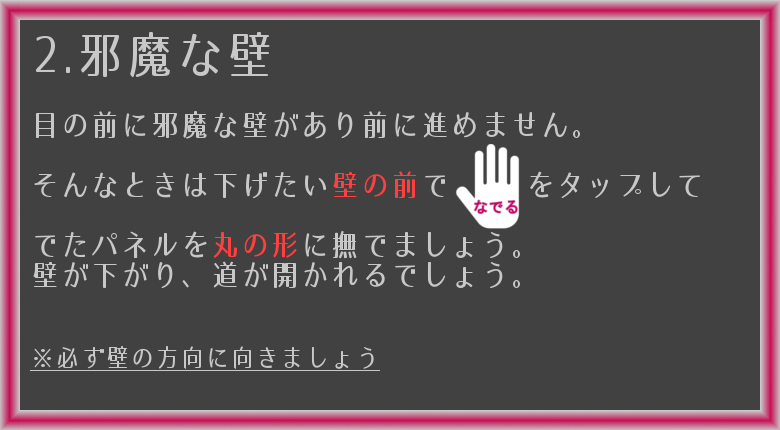 2.邪魔な壁
目の前に邪魔な壁があり前に進めません。
そんなときは下げたい壁の前で なでる をタップして
でたパネルを丸の形に撫でましょう。
壁が下がり、道が開かれるでしょう。
※必ず壁の方向に向きましょう